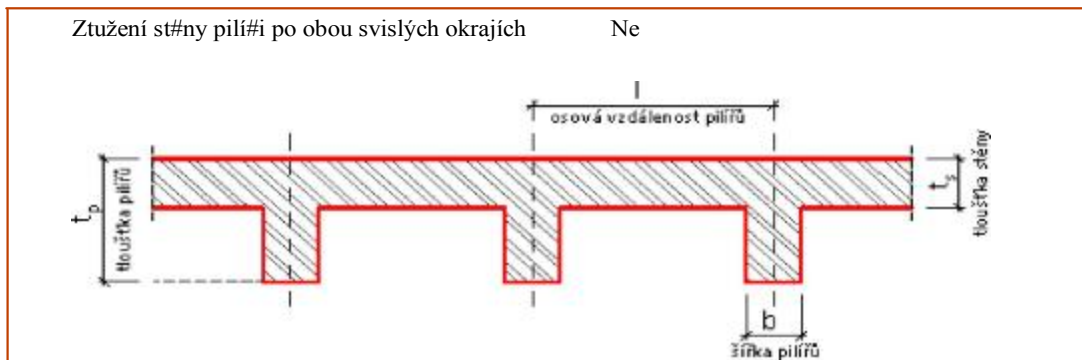 Ztužení st#ny pilí#i po obou svislých okrajích Ne
l
osová vzdálenost pilířů
t_p
tloušťka pilířů
t_s
tloušťka stěny
b
šířka pilířů